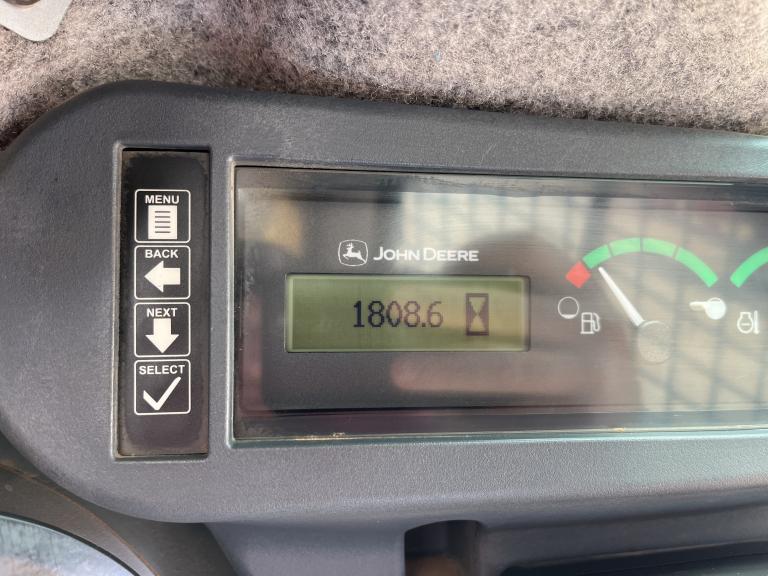 MENU
BACK
NEXT
SELECT
JOHN DEERE
1808.6